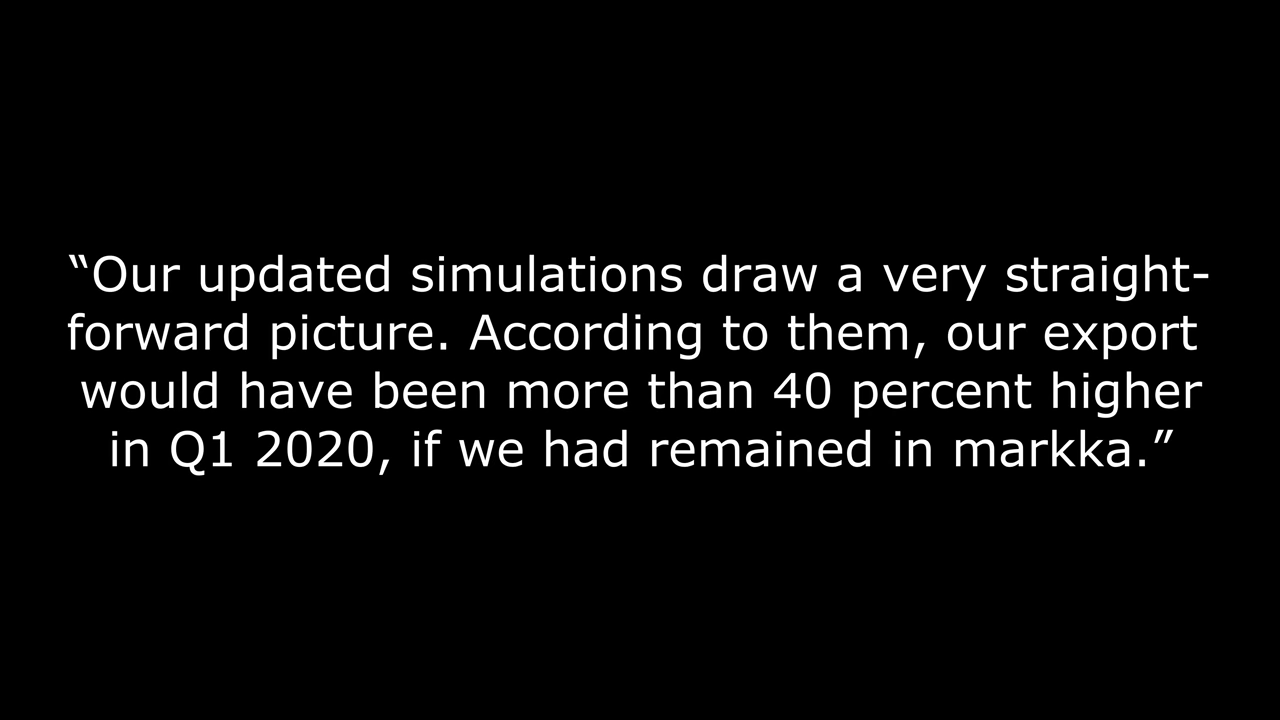 “Our updated simulations draw a very straight-
forward picture. According to them, our export
would have been more than 40 percent higher
in Q1 2020, if we had remained in markka.”